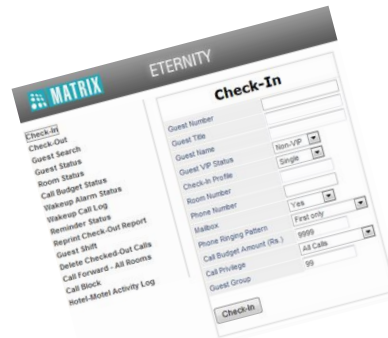 MATRIX
ETERNITY
Check-In
Check-Out
Guest Search
Guest Status
Room Status
Call Budget Status
Wakeup Alarm Status
Wakeup Call Log
Reminder Status
Reprint Check-Out Report
Guest Shift
Delete Checked-Out Calls
Call Forward - All Rooms
Call Block
Hotel-Motel Activity Log
Check-In
Guest Number
Guest Title
Guest Name
Guest VIP Status Non-VIP
Check-In Profile Single
Room Number
Phone Number
Mailbox Yes
Phone Ringing Pattern First only
Call Budget Amount (Rs.) 9999
Call Privilege All Calls
Guest Group 99
Check-In